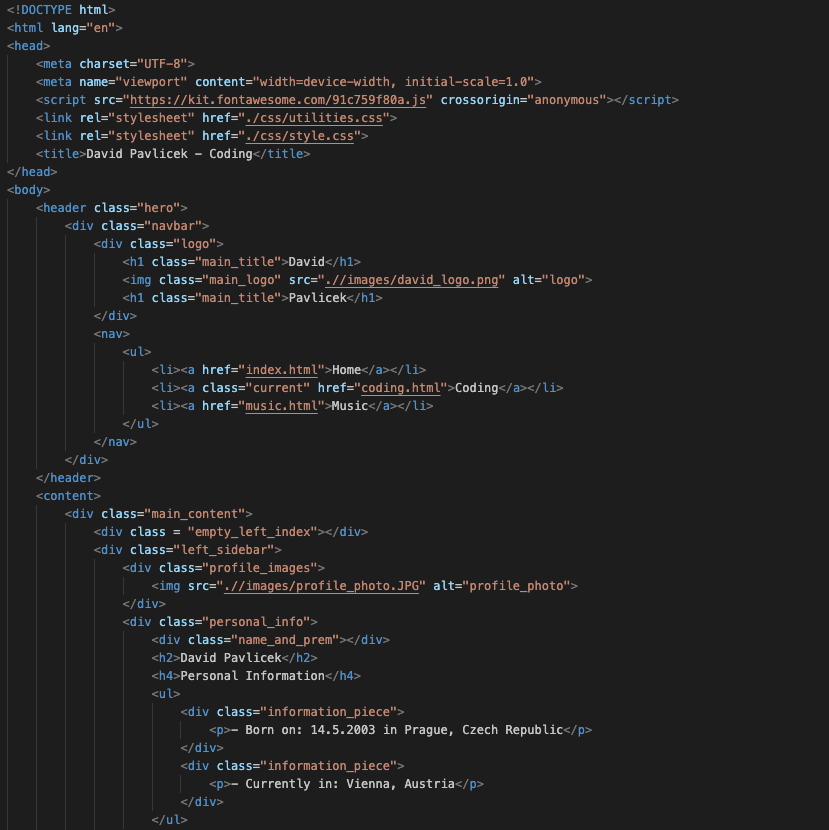 <!DOCTYPE html>
<html lang="en">
<head>
    <meta charset="UTF-8">
    <meta name="viewport" content="width=device-width, initial-scale=1.0">
    <script src="https://kit.fontawesome.com/91c759f80a.js" crossorigin="anonymous"></script>
    <link rel="stylesheet" href="./css/utilities.css">
    <link rel="stylesheet" href="./css/style.css">
    <title>David Pavlicek - Coding</title>
</head>
<body>
    <header class="hero">
        <div class="navbar">
            <div class="logo">
                <h1 class="main_title">David</h1>
                <img class="main_logo" src=".//images/david_logo.png" alt="logo">
                <h1 class="main_title">Pavlicek</h1>
            </div>
            <nav>
                <ul>
                    <li><a href="index.html">Home</a></li>
                    <li><a class="current" href="coding.html">Coding</a></li>
                    <li><a href="music.html">Music</a></li>
                </ul>
            </nav>
        </div>
    </header>
    <content>
        <div class="main_content">
            <div class = "empty_left_index"></div>
            <div class="left_sidebar">
                <div class="profile_images">
                    <img src=".//images/profile_photo.JPG" alt="profile_photo">
                </div>
                <div class="personal_info">
                    <div class="name_and_prem"></div>
                    <h2>David Pavlicek</h2>
                    <h4>Personal Information</h4>
                    <ul>
                        <div class="information_piece">
                            <p>- Born on: 14.5.2003 in Prague, Czech Republic</p>
                        </div>
                        <div class="information_piece">
                            <p>- Currently in: Vienna, Austria</p>
                        </div>
                    </ul>